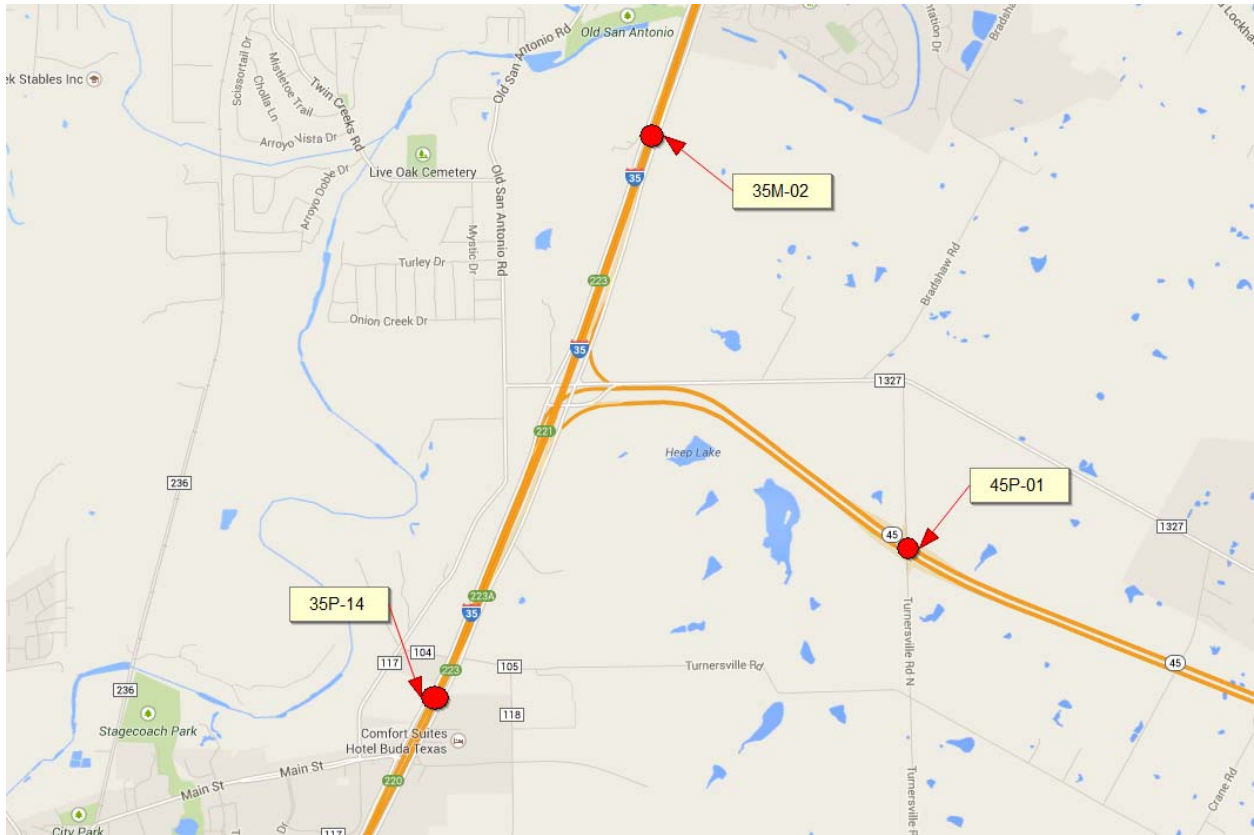 Old San Antonio
Old San Antonio Rd
ek Stables Inc
Scissortail Dr
Mistletoe Trail
Cholla Ln
Twin Creeks Rd
Arroyo Vista Dr
Arroyo Doble Dr
Live Oak Cemetery
Old San Antonio Rd
Mystic Dr
Turley Dr
Onion Creek Dr
35
35M-02
223
35
Bradshaw Rd
1327
221
Heep Lake
236
45P-01
45
1327
35P-14
223A
35
104
117
223
105
118
Turnersville Rd
Turnersville Rd N
45
236
Stagecoach Park
Comfort Suites
Hotel Buda Texas
Main St
Main St
220
117
City Park
Dr
Crane Rd